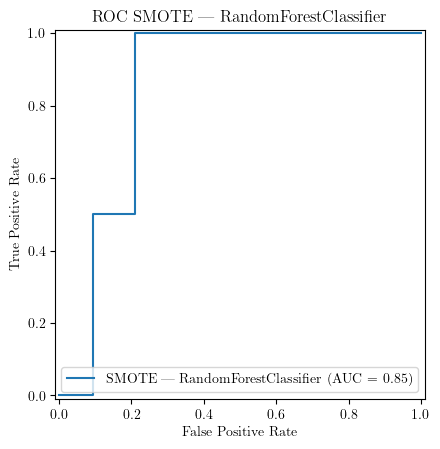 ROC SMOTE — RandomForestClassifier
True Positive Rate
1.0
0.8
0.6
0.4
0.2
0.0
SMOTE — RandomForestClassifier (AUC = 0.85)
0.0 0.2 0.4 0.6 0.8 1.0
False Positive Rate